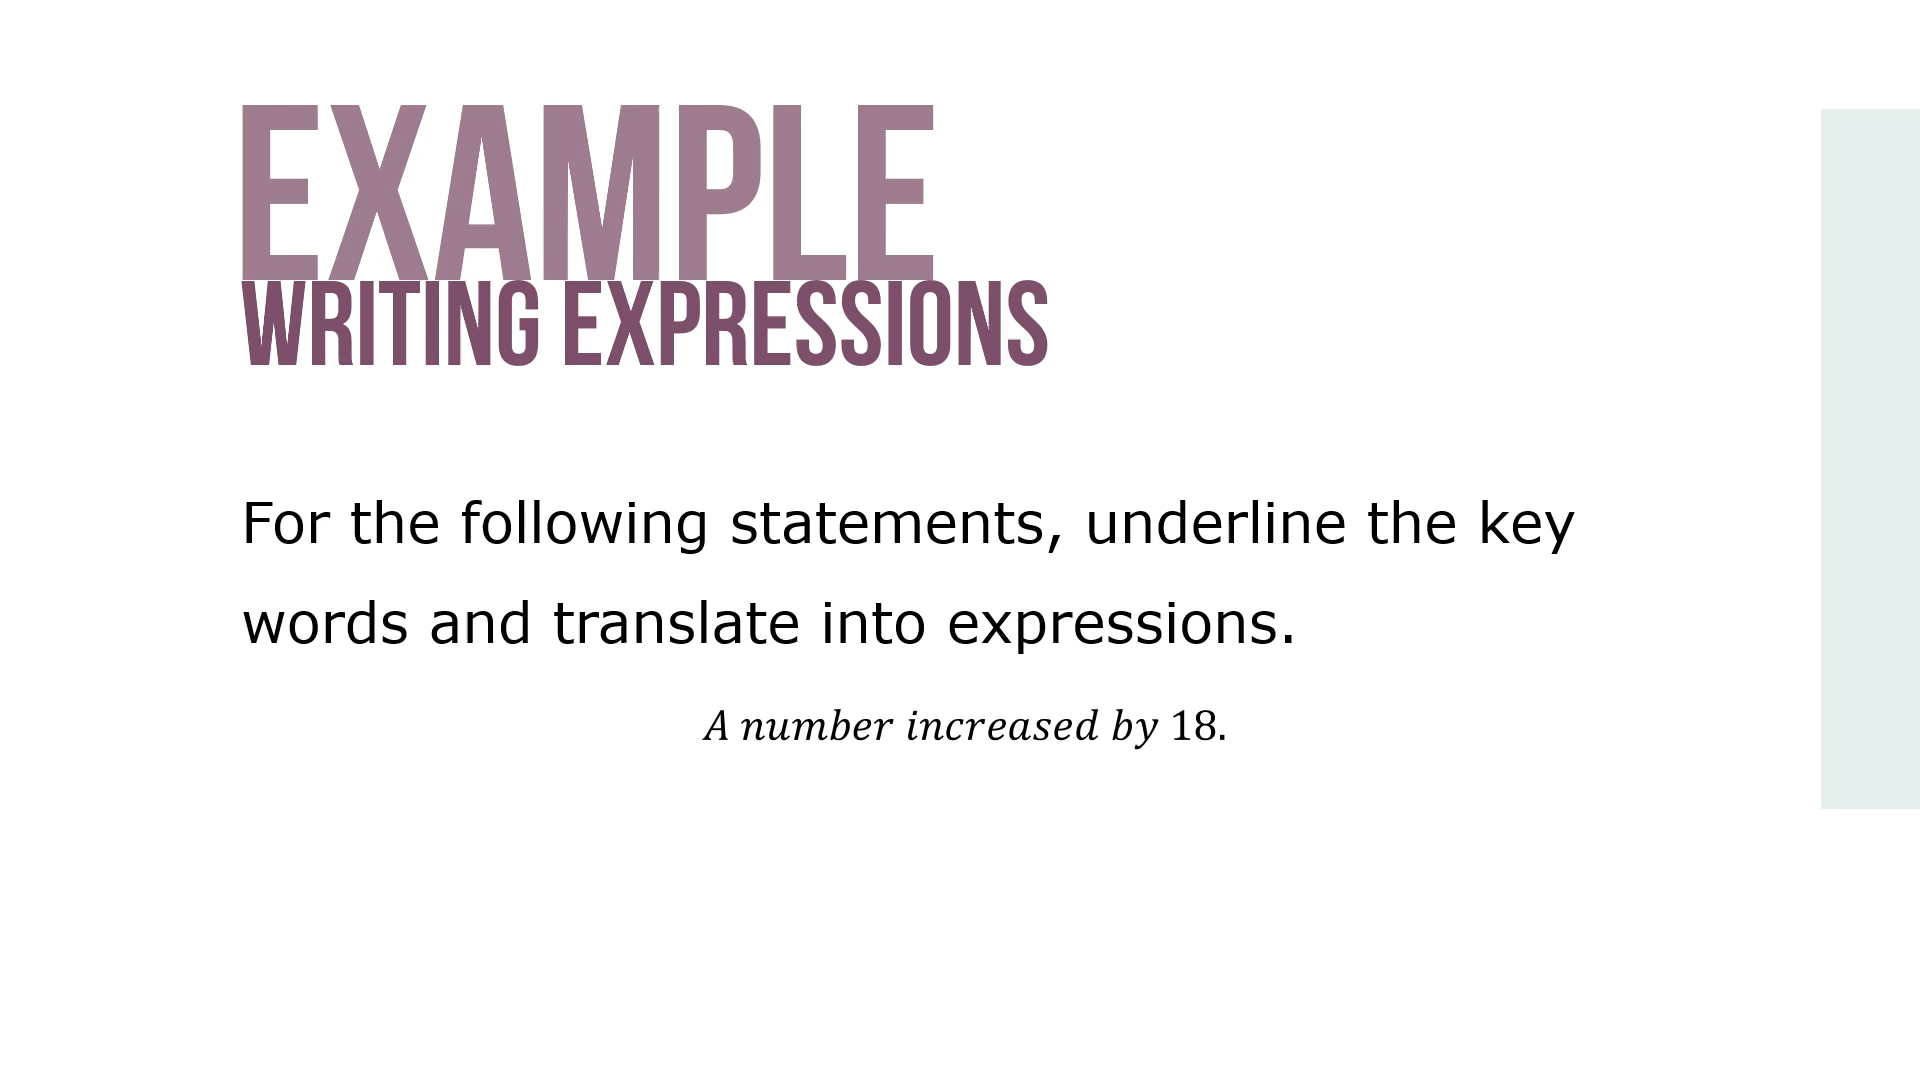 EXAMPLE
WRITING EXPRESSIONS
For the following statements, underline the key
words and translate into expressions.
A number increased by 18.